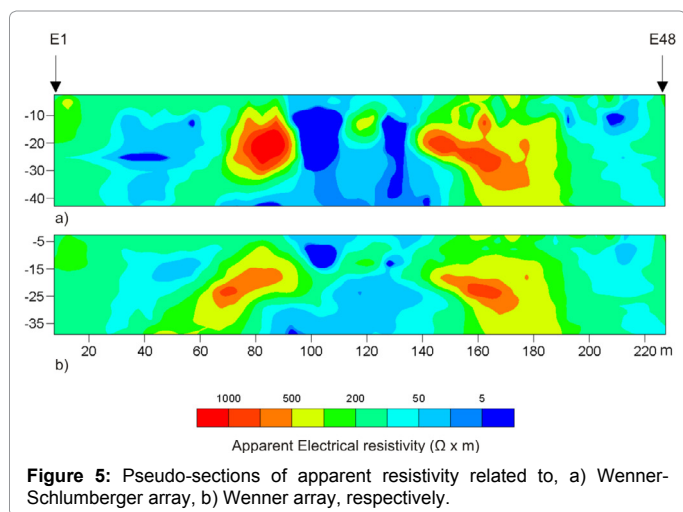 E1 E48
-10
-20
-30
-40
a)
-5
-15
-25
-35
20 40 60 80 100 120 140 160 180 200 220 m
b)
1000 500 200 50 5
Apparent Electrical resistivity (Ω x m)
Figure 5: Pseudo-sections of apparent resistivity related to, a) Wenner-
Schlumberger array, b) Wenner array, respectively.